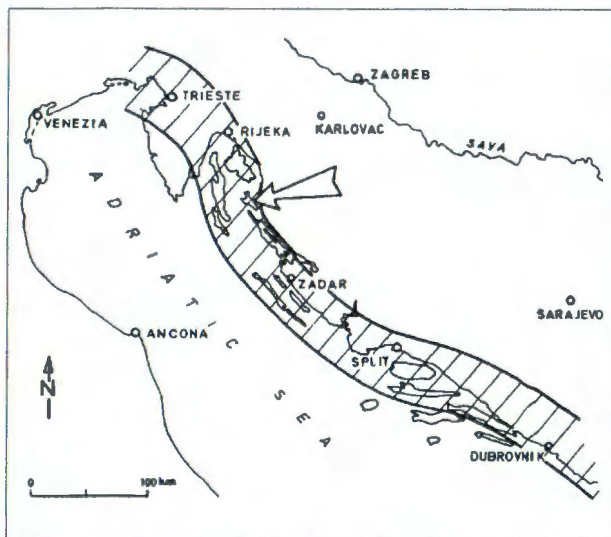 ZAGREB
TRIESTE
VENEZIA
KARLOVAC
RIJEKA
SAVA
ADRIATIC SEA
ZADAR
SARAJEVO
ANCONA
SPLIT
N
DUBROVNIK
0 100 km